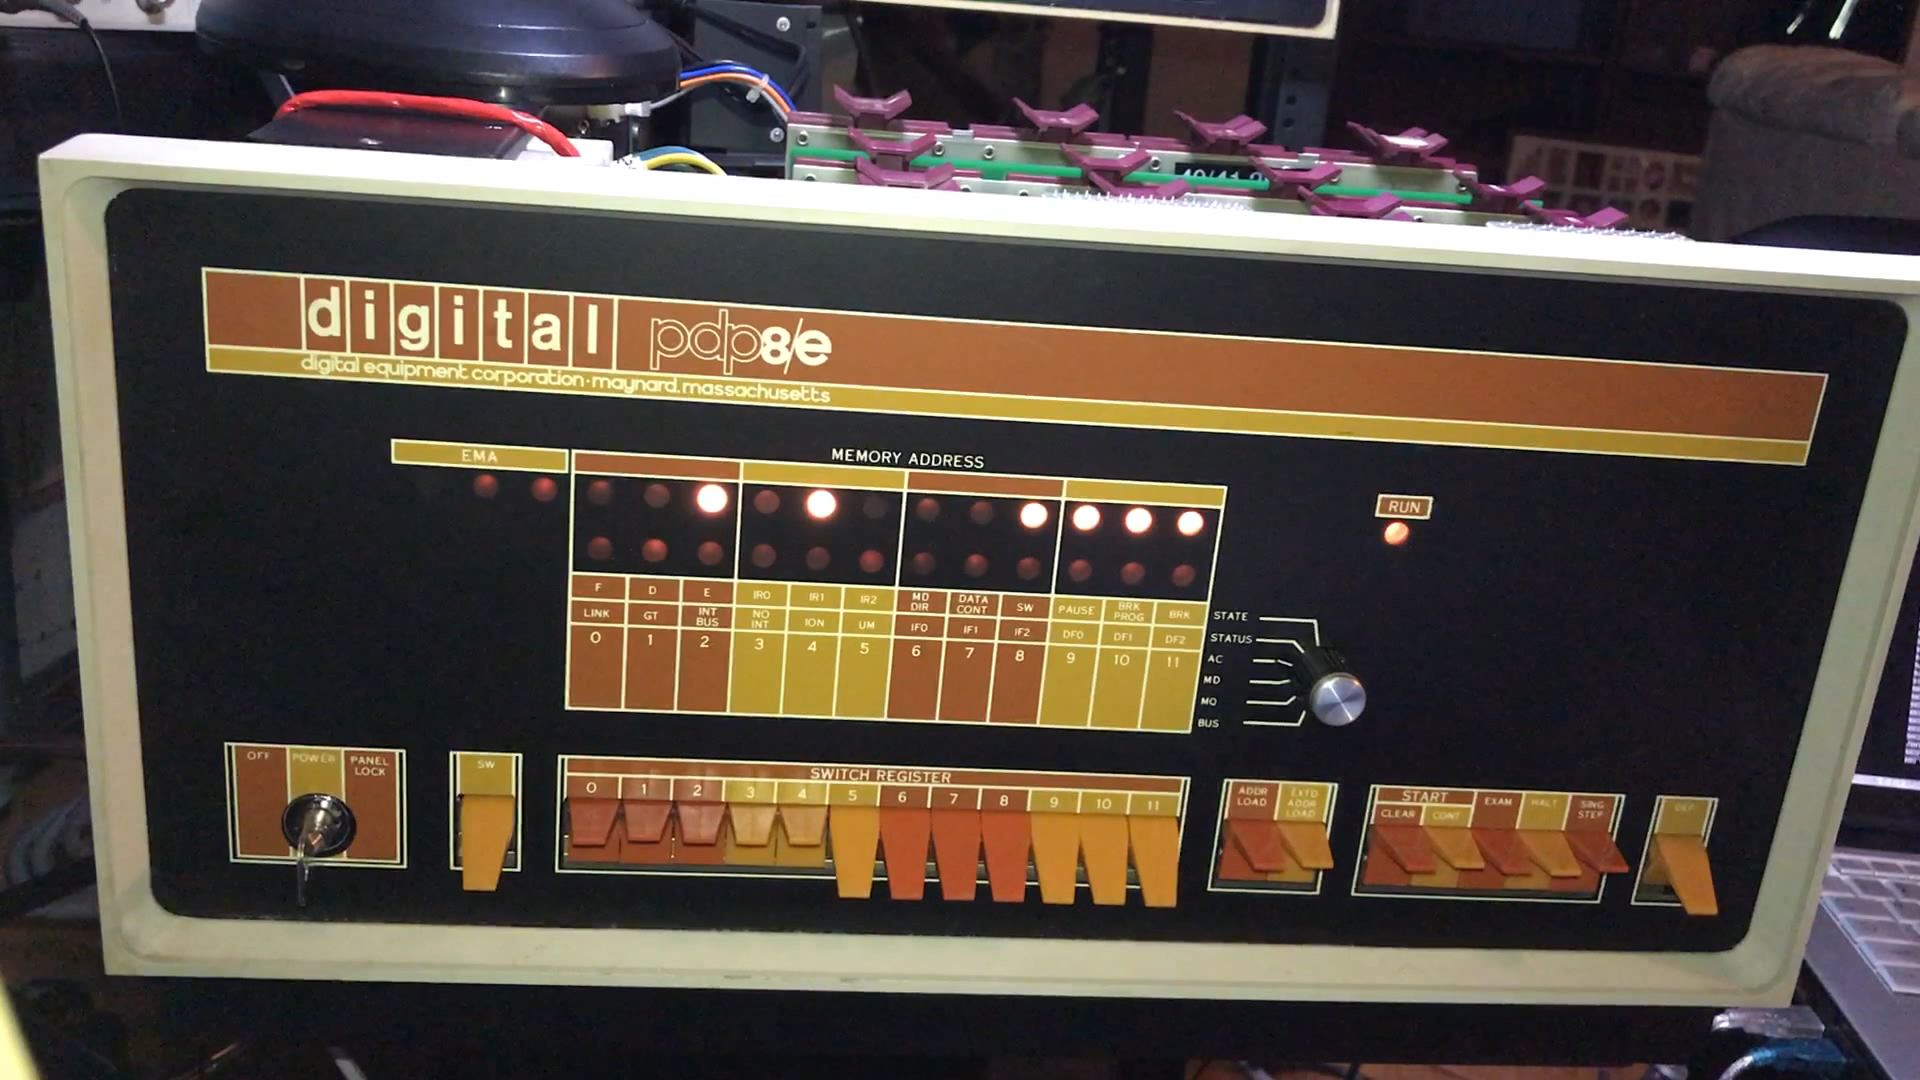 digital pdp8/e
digital equipment corporation · maynard, massachusetts
EMA
MEMORY ADDRESS
RUN
F D E IR0 IR1 IR2 MD DIR DATA CONT SW PAUSE BRK PROG BRK
LINK GT INT BUS NO INT ION UM IF0 IF1 IF2 DF0 DF1 DF2
0 1 2 3 4 5 6 7 8 9 10 11
STATE
STATUS
AC
MD
MQ
BUS
OFF POWER PANEL LOCK
SW
SWITCH REGISTER
0 1 2 3 4 5 6 7 8 9 10 11
ADDR LOAD
EXTD ADDR LOAD
START
CLEAR CONT
EXAM
HALT
SING STEP
DEP